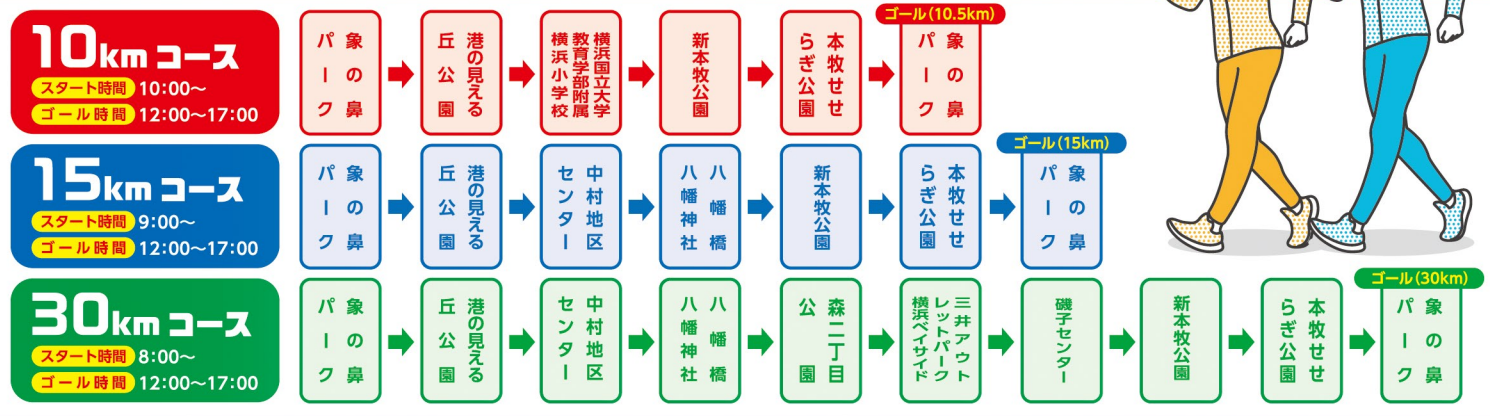 10kmコース
スタート時間 10:00〜
ゴール時間 12:00〜17:00
象の鼻
パーク
港の見える
丘公園
横浜国立大学
教育学部附属
横浜小学校
新本牧公園
本牧せせ
らぎ公園
ゴール(10.5km)
象の鼻
パーク
15kmコース
スタート時間 9:00〜
ゴール時間 12:00〜17:00
象の鼻
パーク
港の見える
丘公園
中村地区
センター
八幡橋
八幡神社
新本牧公園
本牧せせ
らぎ公園
ゴール(15km)
象の鼻
パーク
30kmコース
スタート時間 8:00〜
ゴール時間 12:00〜17:00
象の鼻
パーク
港の見える
丘公園
中村地区
センター
八幡橋
八幡神社
森二丁目
公園
三井アウト
レットパーク
横浜ベイサイド
磯子センター
新本牧公園
本牧せせ
らぎ公園
ゴール(30km)
象の鼻
パーク